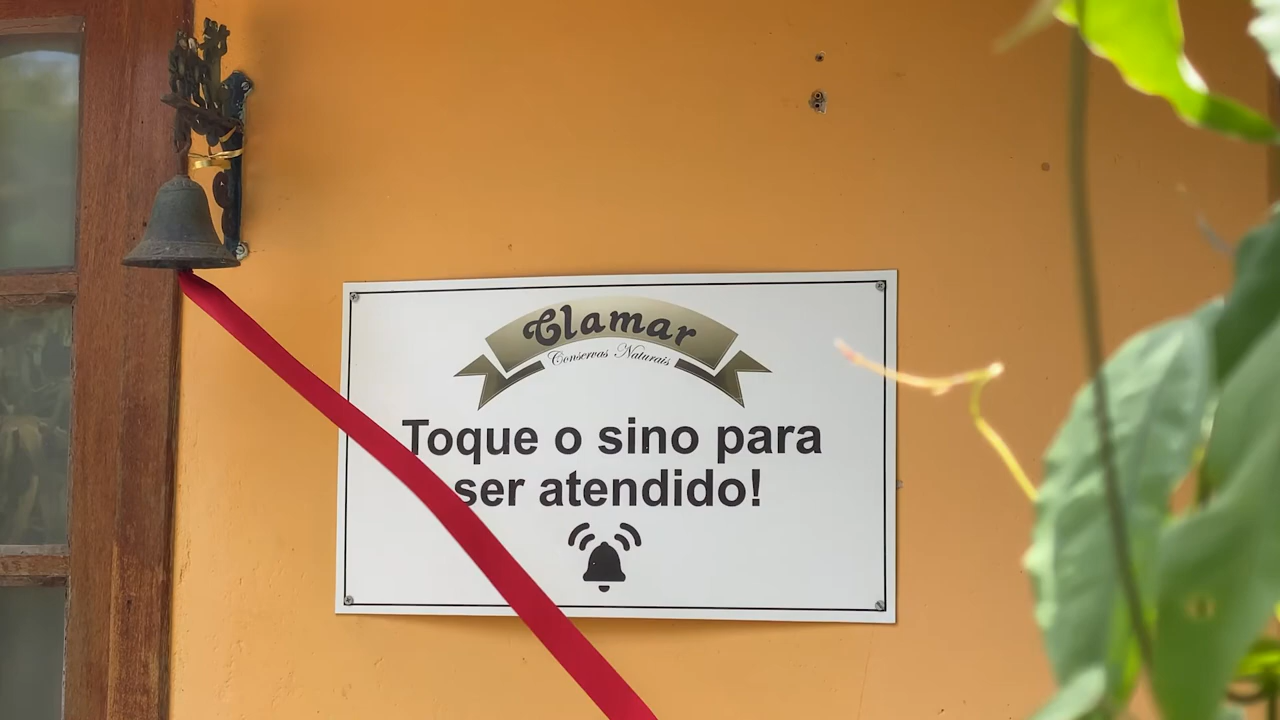 Clamar
Conservas Naturais
Toque o sino para
ser atendido!